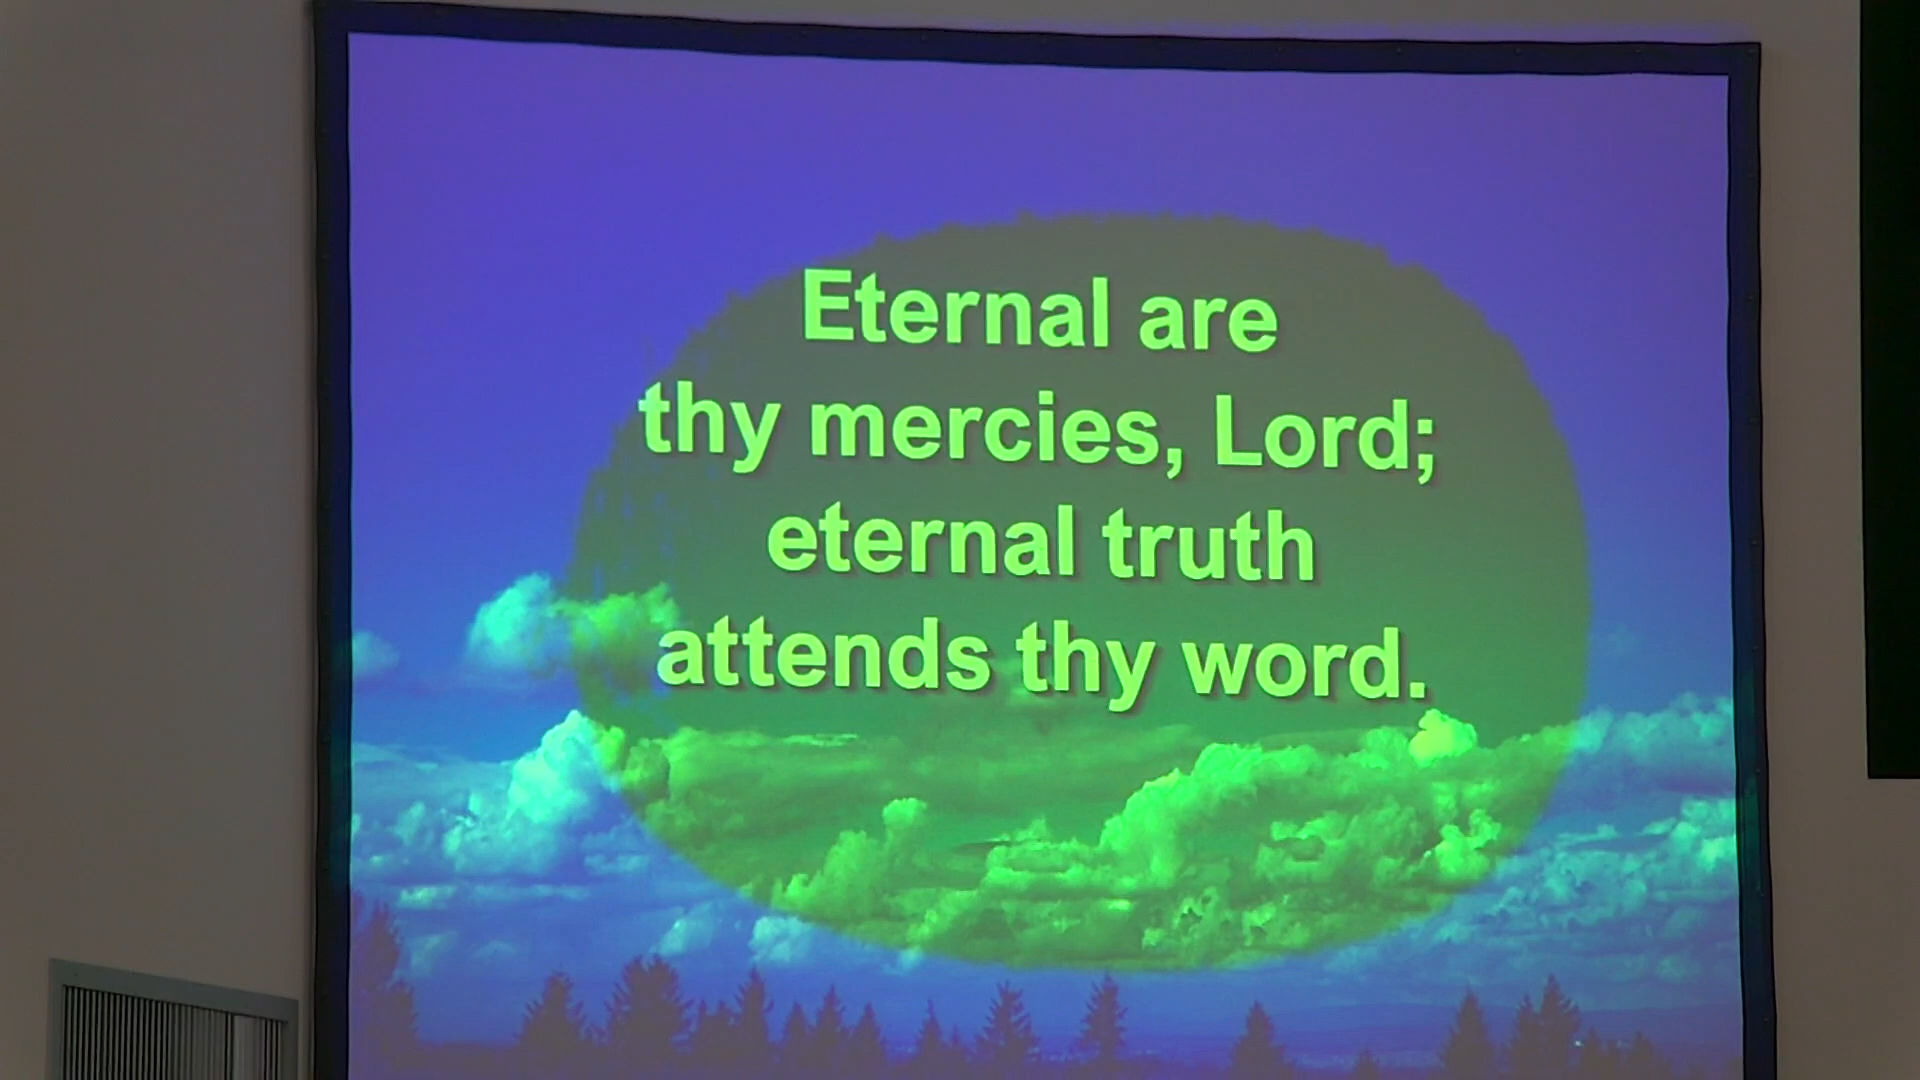 Eternal are
thy mercies, Lord;
eternal truth
attends thy word.